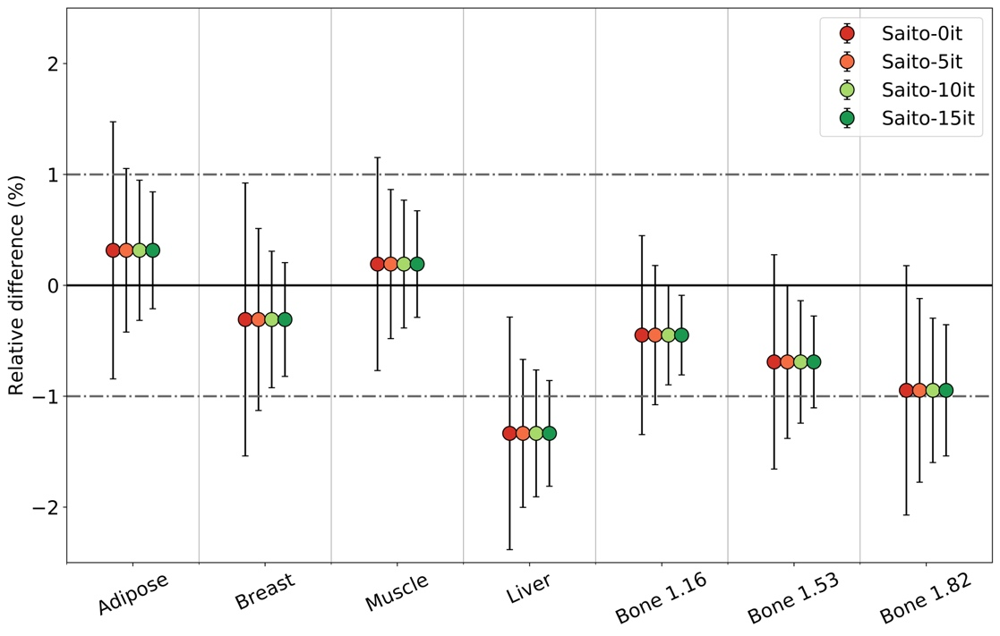 Relative difference (%)
2
1
0
−1
−2
Saito-0it
Saito-5it
Saito-10it
Saito-15it
Adipose
Breast
Muscle
Liver
Bone 1.16
Bone 1.53
Bone 1.82